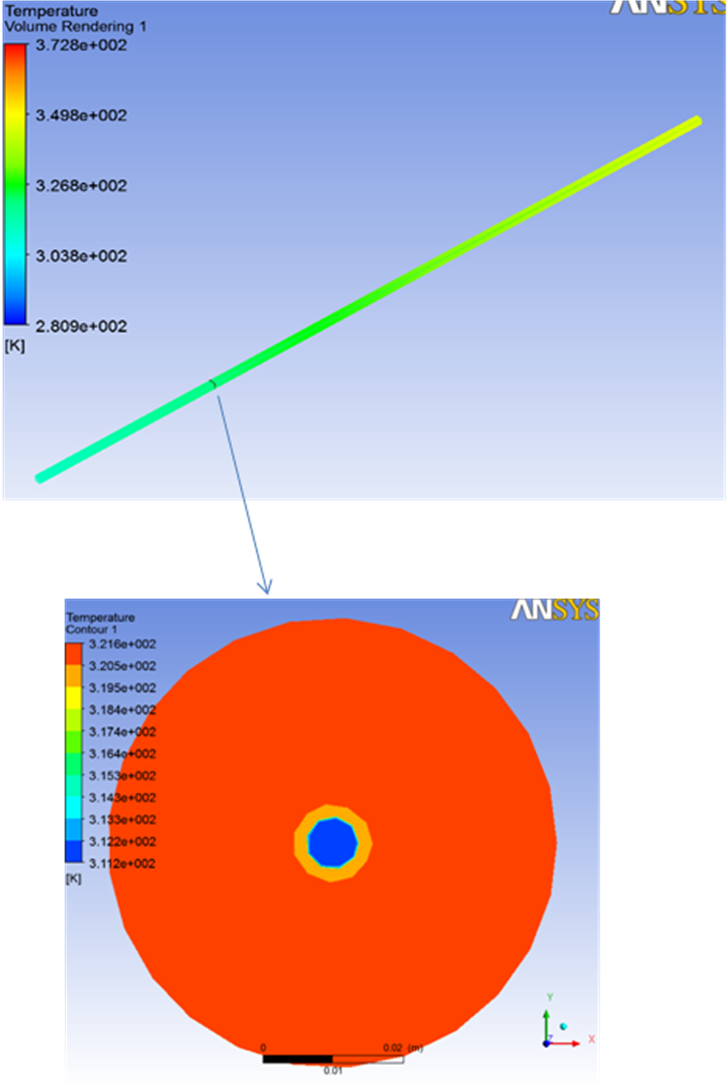 Temperature
Volume Rendering 1
ANSYS
3.728e+002
3.498e+002
3.268e+002
3.038e+002
2.809e+002
[K]
Temperature
Contour 1
ANSYS
3.216e+002
3.205e+002
3.195e+002
3.184e+002
3.174e+002
3.164e+002
3.153e+002
3.143e+002
3.133e+002
3.122e+002
3.112e+002
[K]
Y
X
Z
0
0.02 (m)
0.01